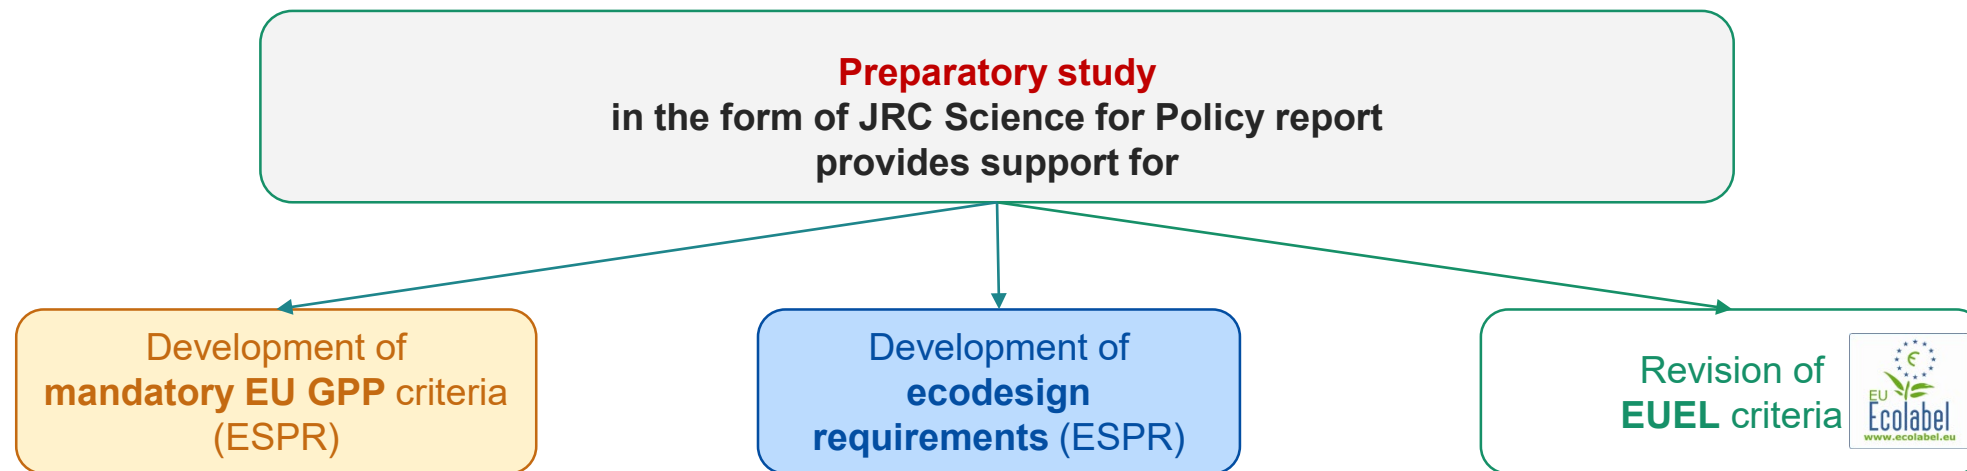 Preparatory study
in the form of JRC Science for Policy report
provides support for
Development of
mandatory EU GPP criteria
(ESPR)
Development of
ecodesign
requirements (ESPR)
Revision of
EUEL criteria
EU
Ecolabel
www.ecolabel.eu